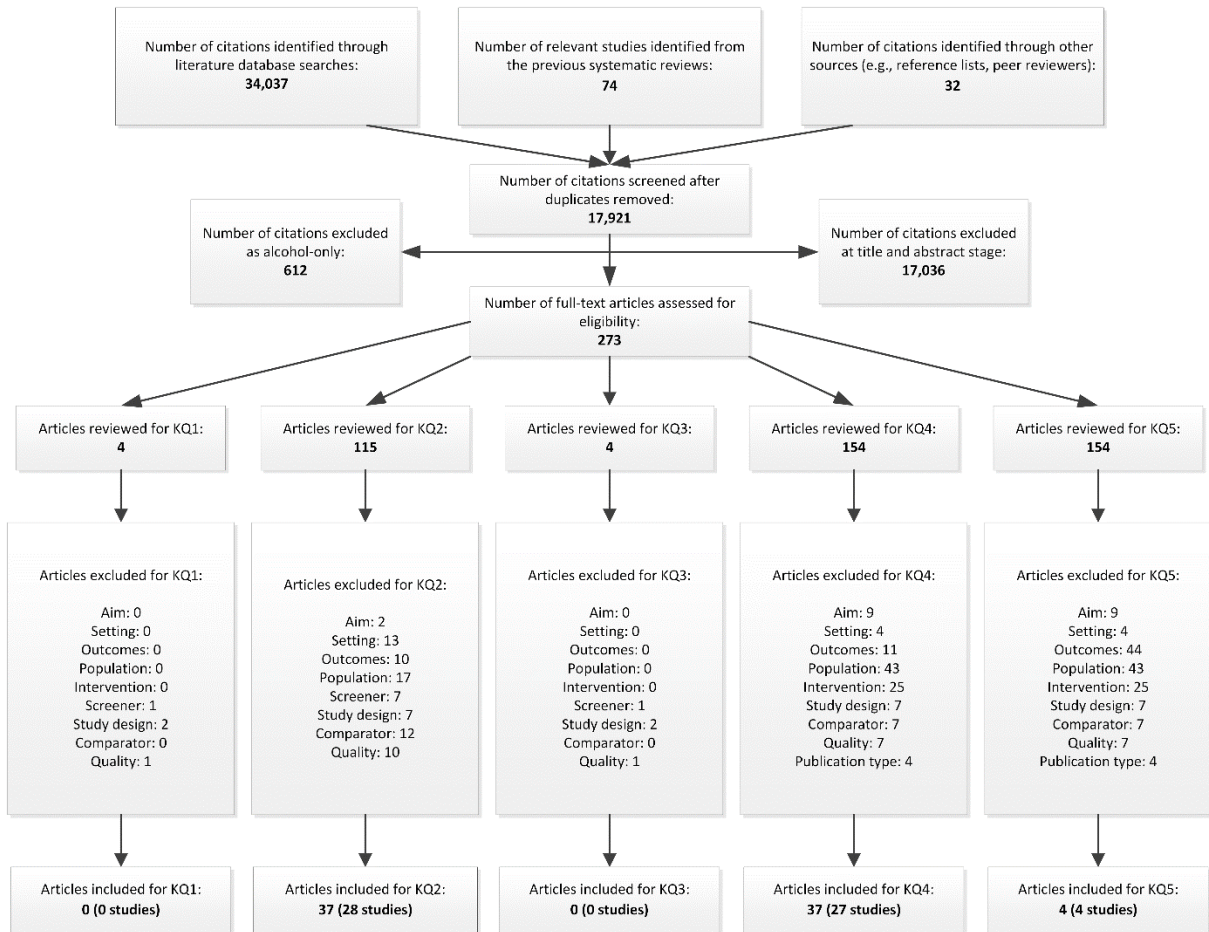 Number of citations identified through
literature database searches:
34,037
Number of relevant studies identified from
the previous systematic reviews:
74
Number of citations identified through other
sources (e.g., reference lists, peer reviewers):
32
Number of citations screened after
duplicates removed:
17,921
Number of citations excluded
as alcohol-only:
612
Number of citations excluded
at title and abstract stage:
17,036
Number of full-text articles assessed for
eligibility:
273
Articles reviewed for KQ1:
4
Articles reviewed for KQ2:
115
Articles reviewed for KQ3:
4
Articles reviewed for KQ4:
154
Articles reviewed for KQ5:
154
Articles excluded for KQ1:
Aim: 0
Setting: 0
Outcomes: 0
Population: 0
Intervention: 0
Screener: 1
Study design: 2
Comparator: 0
Quality: 1
Articles excluded for KQ2:
Aim: 2
Setting: 13
Outcomes: 10
Population: 17
Screener: 7
Study design: 7
Comparator: 12
Quality: 10
Articles excluded for KQ3:
Aim: 0
Setting: 0
Outcomes: 0
Population: 0
Intervention: 0
Screener: 1
Study design: 2
Comparator: 0
Quality: 1
Articles excluded for KQ4:
Aim: 9
Setting: 4
Outcomes: 11
Population: 43
Intervention: 25
Study design: 7
Comparator: 7
Quality: 7
Publication type: 4
Articles excluded for KQ5:
Aim: 9
Setting: 4
Outcomes: 44
Population: 43
Intervention: 25
Study design: 7
Comparator: 7
Quality: 7
Publication type: 4
Articles included for KQ1:
0 (0 studies)
Articles included for KQ2:
37 (28 studies)
Articles included for KQ3:
0 (0 studies)
Articles included for KQ4:
37 (27 studies)
Articles included for KQ5:
4 (4 studies)